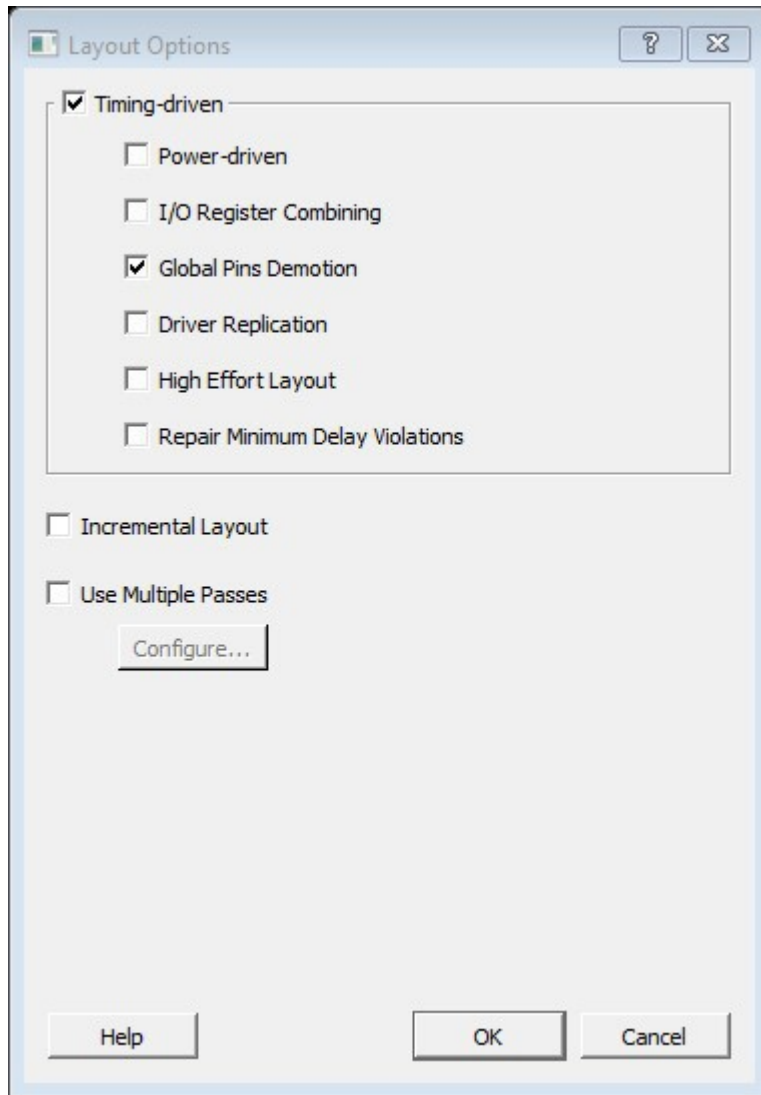 Layout Options
Timing-driven
Power-driven
I/O Register Combining
Global Pins Demotion
Driver Replication
High Effort Layout
Repair Minimum Delay Violations
Incremental Layout
Use Multiple Passes
Configure...
Help OK Cancel